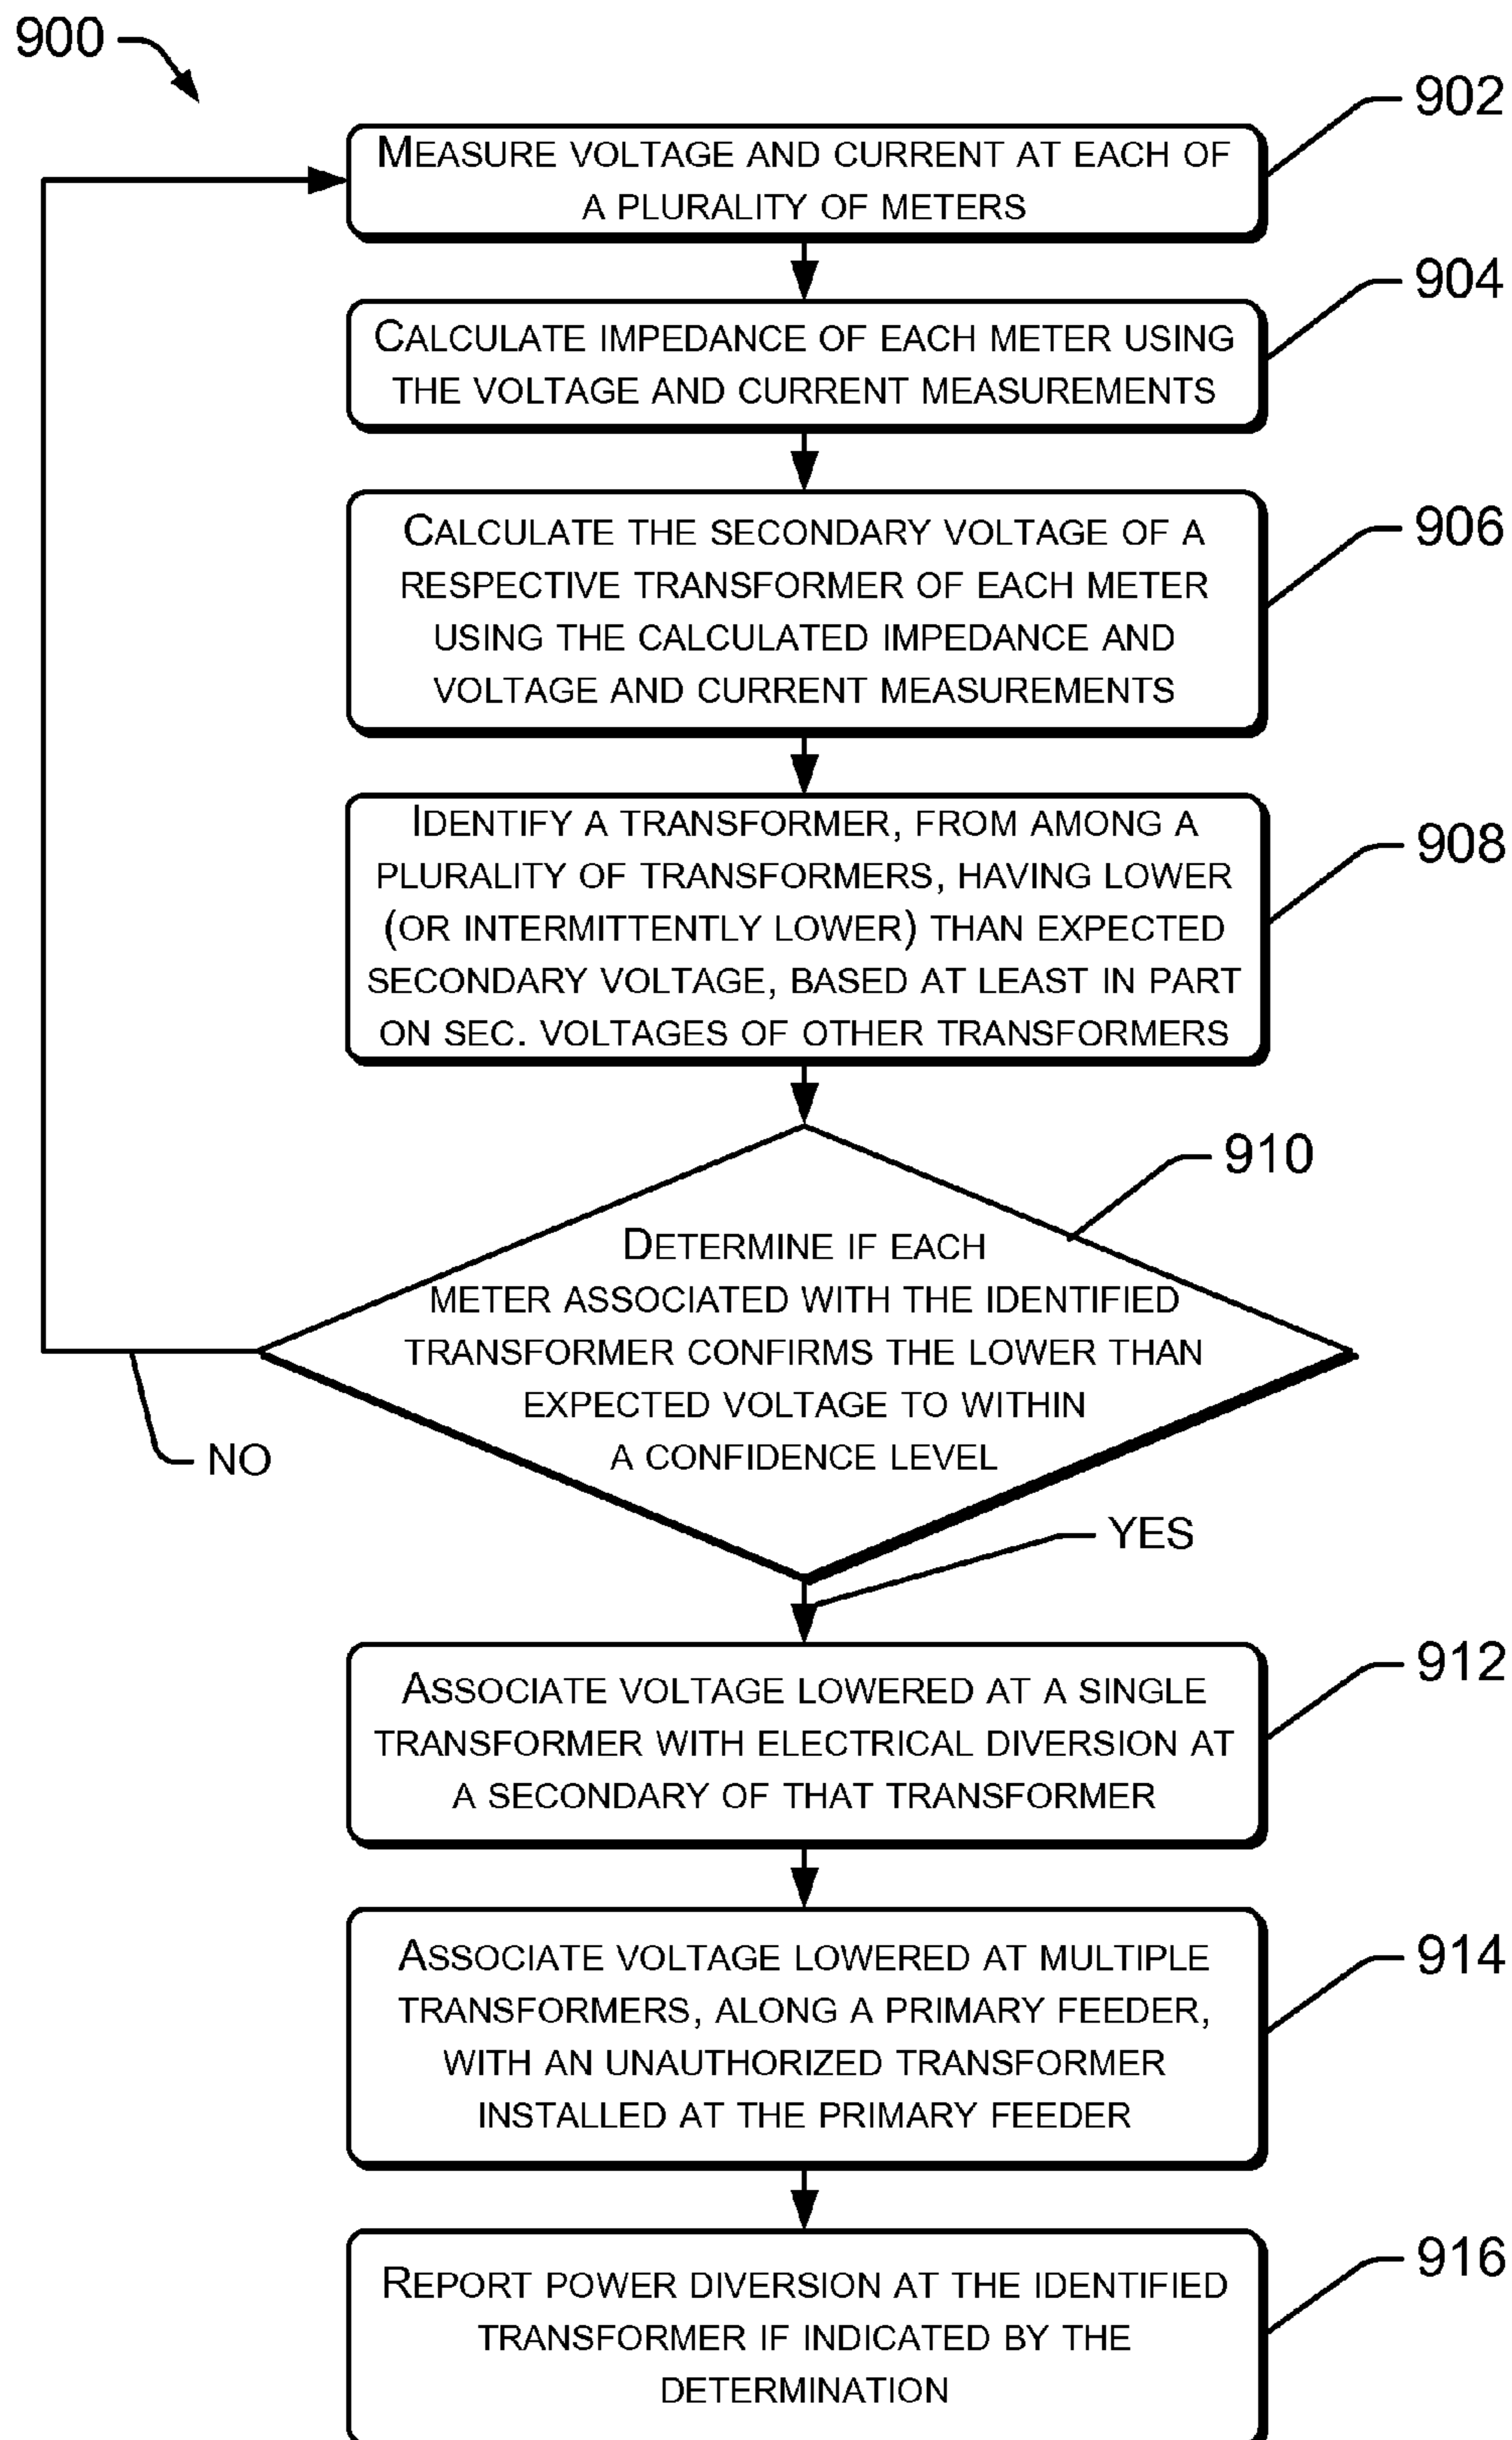 900
902
MEASURE VOLTAGE AND CURRENT AT EACH OF
A PLURALITY OF METERS
904
CALCULATE IMPEDANCE OF EACH METER USING
THE VOLTAGE AND CURRENT MEASUREMENTS
906
CALCULATE THE SECONDARY VOLTAGE OF A
RESPECTIVE TRANSFORMER OF EACH METER
USING THE CALCULATED IMPEDANCE AND
VOLTAGE AND CURRENT MEASUREMENTS
908
IDENTIFY A TRANSFORMER, FROM AMONG A
PLURALITY OF TRANSFORMERS, HAVING LOWER
(OR INTERMITTENTLY LOWER) THAN EXPECTED
SECONDARY VOLTAGE, BASED AT LEAST IN PART
ON SEC. VOLTAGES OF OTHER TRANSFORMERS
910
DETERMINE IF EACH
METER ASSOCIATED WITH THE IDENTIFIED
TRANSFORMER CONFIRMS THE LOWER THAN
EXPECTED VOLTAGE TO WITHIN
A CONFIDENCE LEVEL
NO
YES
912
ASSOCIATE VOLTAGE LOWERED AT A SINGLE
TRANSFORMER WITH ELECTRICAL DIVERSION AT
A SECONDARY OF THAT TRANSFORMER
914
ASSOCIATE VOLTAGE LOWERED AT MULTIPLE
TRANSFORMERS, ALONG A PRIMARY FEEDER,
WITH AN UNAUTHORIZED TRANSFORMER
INSTALLED AT THE PRIMARY FEEDER
916
REPORT POWER DIVERSION AT THE IDENTIFIED
TRANSFORMER IF INDICATED BY THE
DETERMINATION